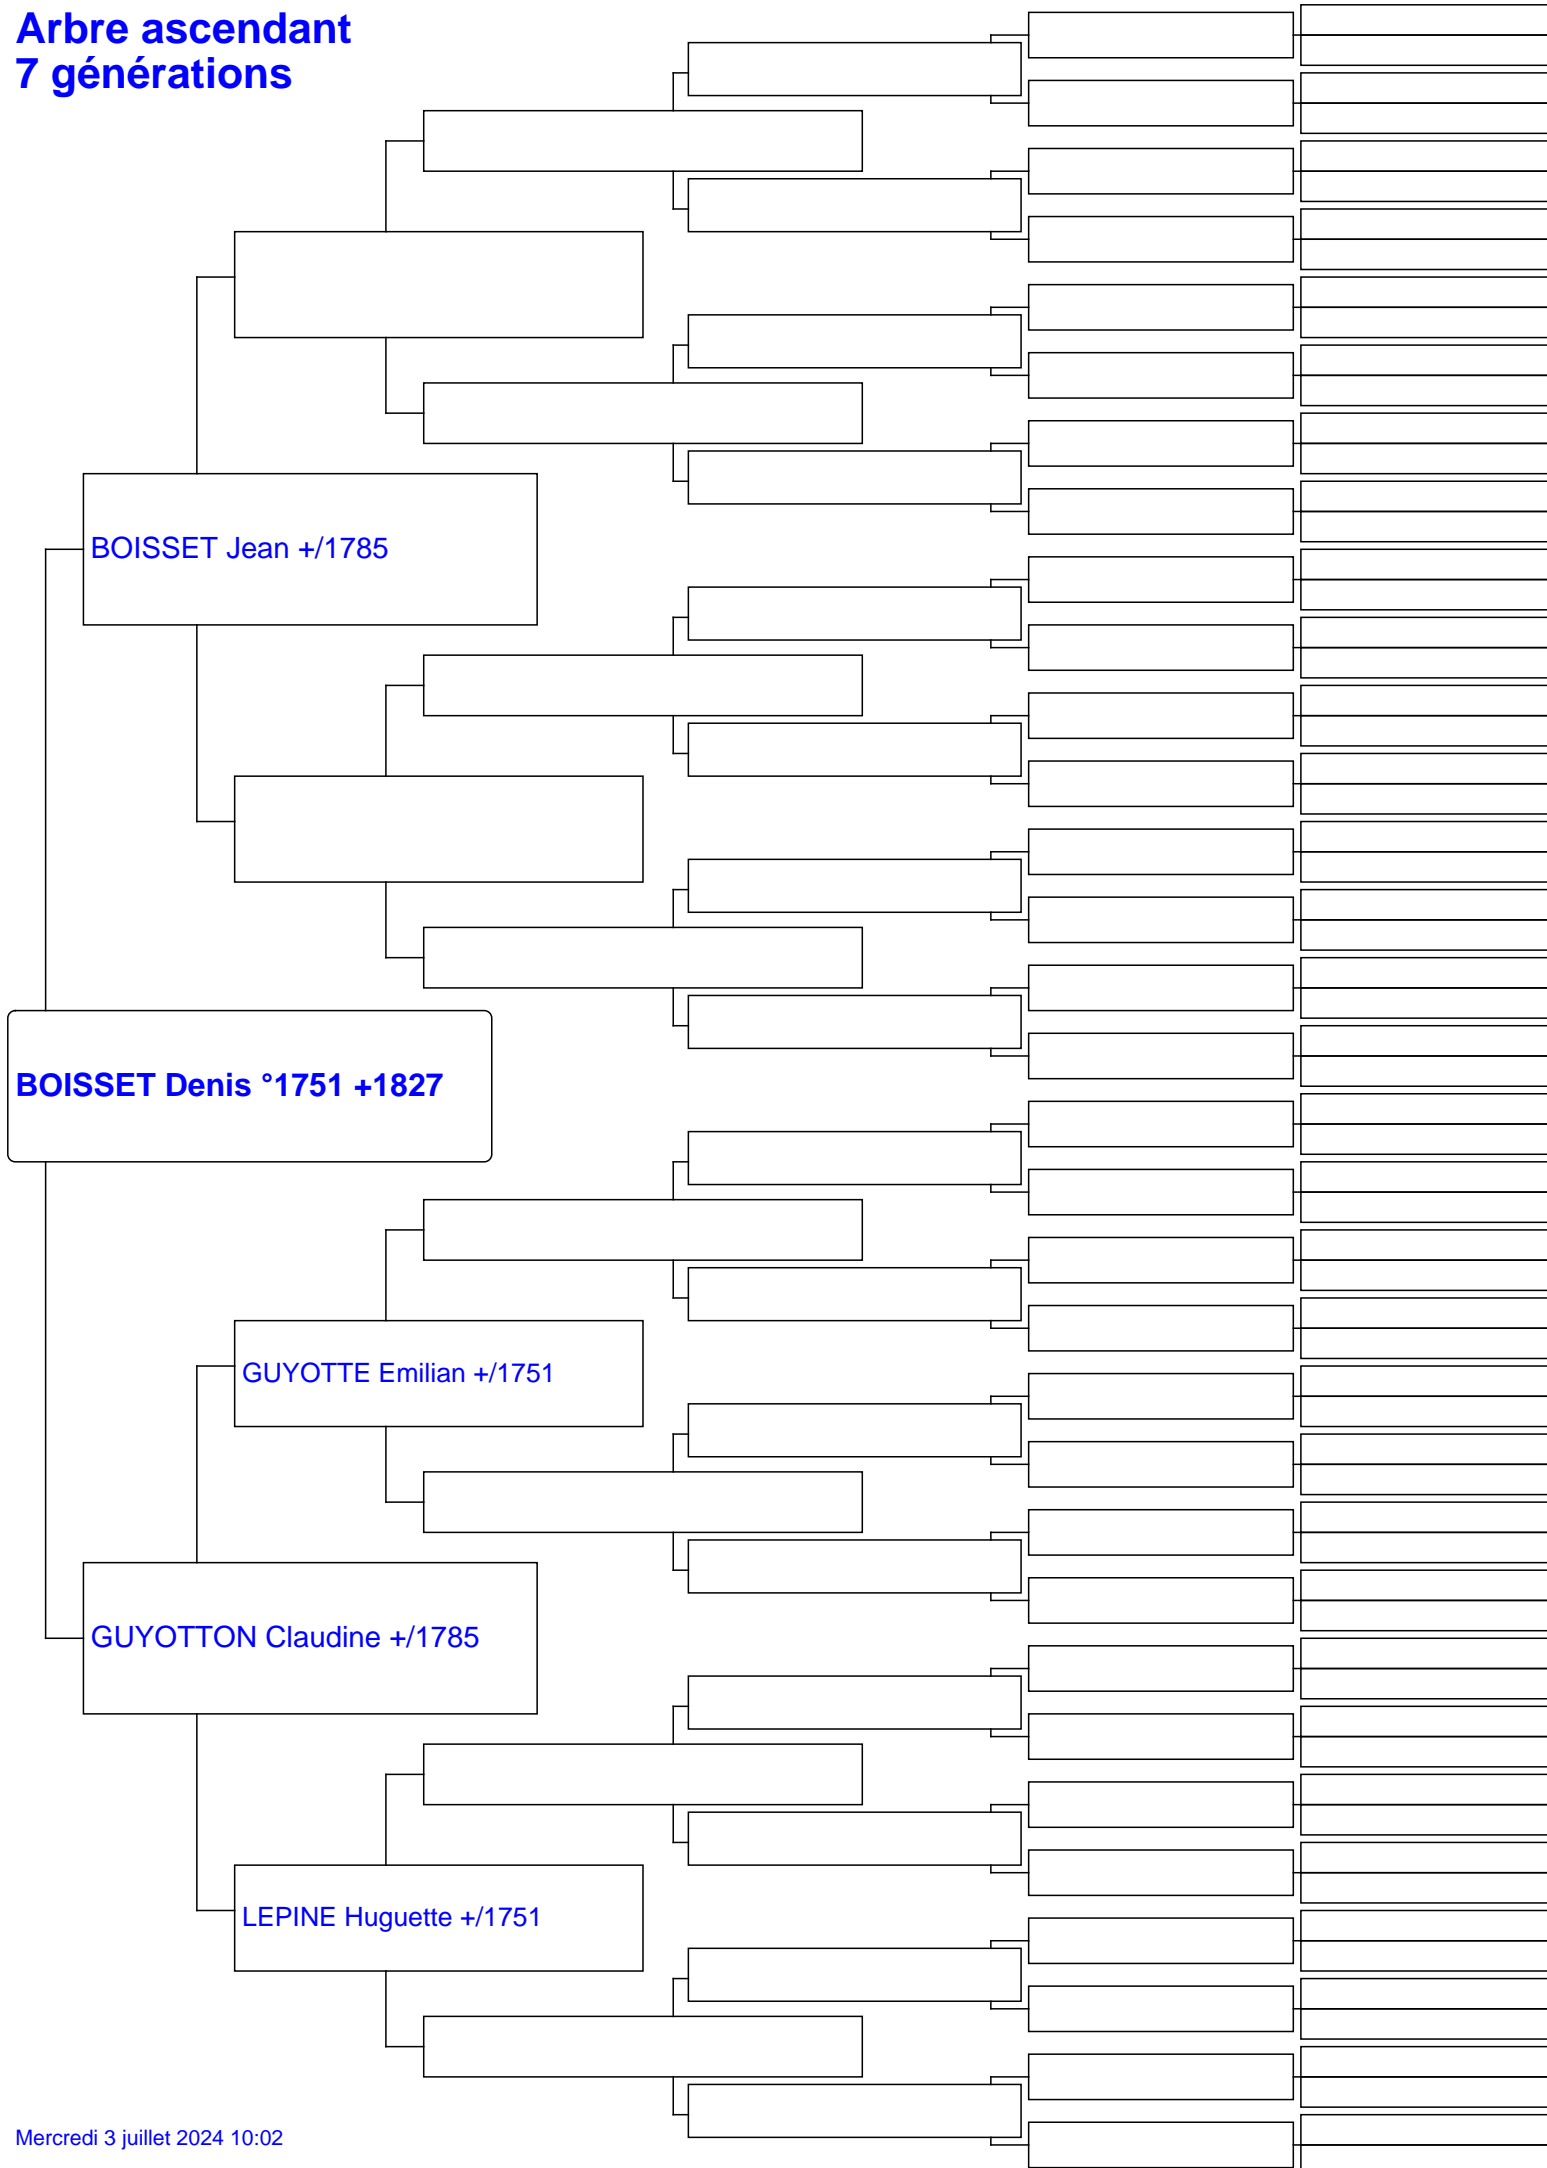 Arbre ascendant
7 générations
BOISSET Jean +/1785
BOISSET Denis °1751 +1827
GUYOTTE Emilian +/1751
GUYOTTON Claudine +/1785
LEPINE Huguette +/1751
Mercredi 3 juillet 2024 10:02